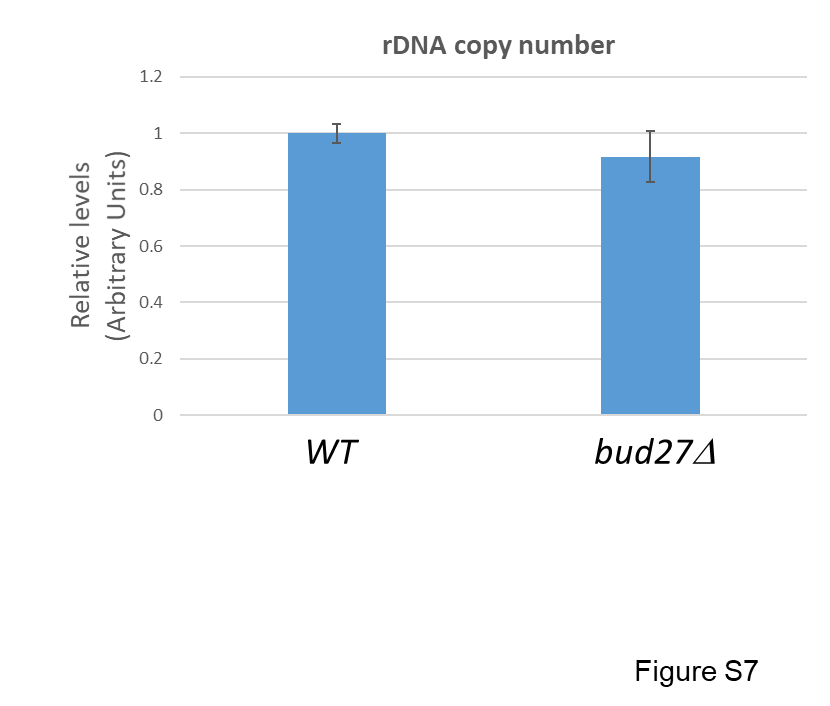 rDNA copy number
1.2
1
0.8
0.6
0.4
0.2
0
Relative levels
(Arbitrary Units)
WT
bud27Δ
Figure S7